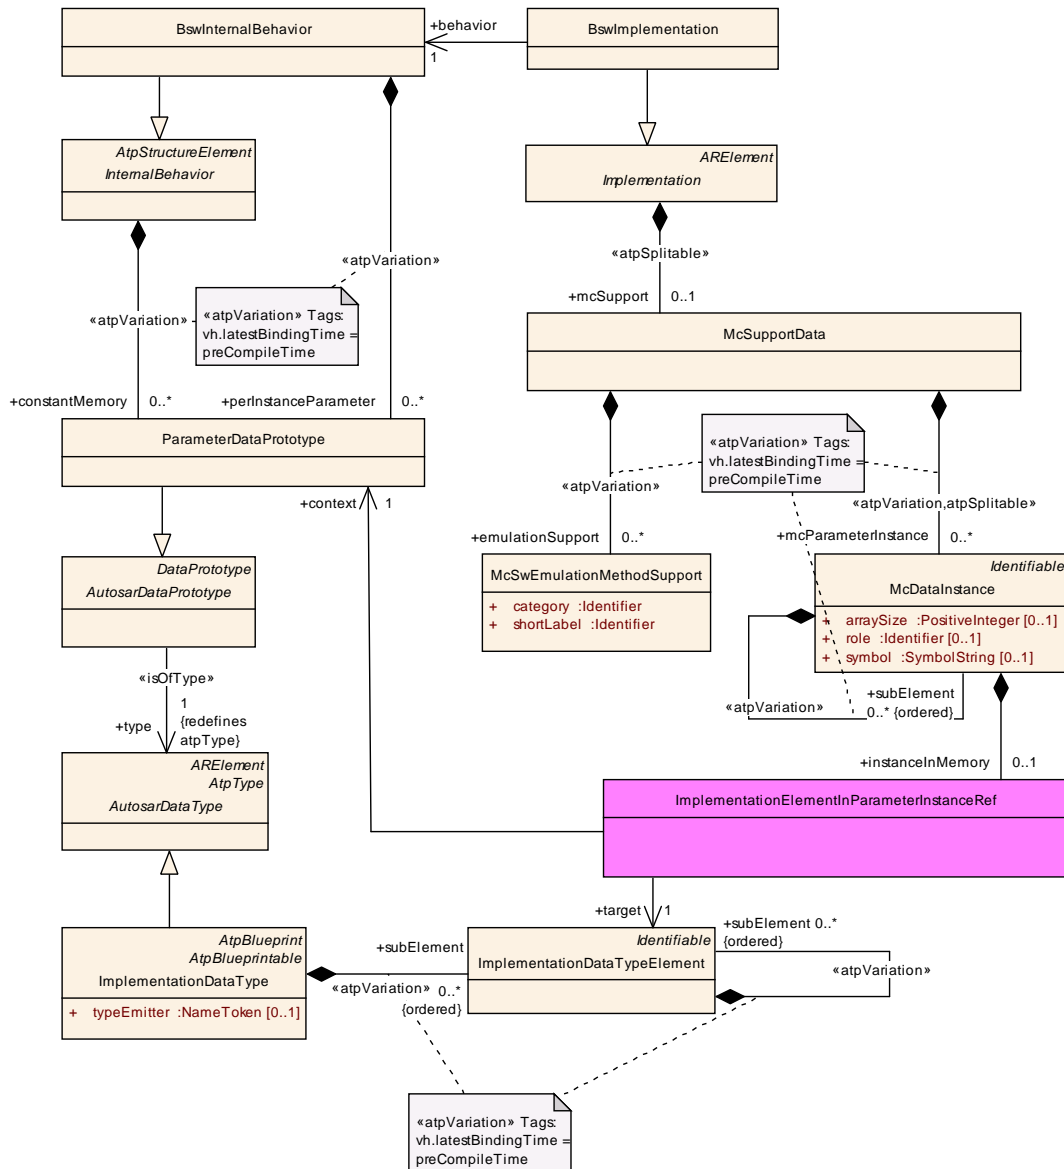 BswInternalBehavior
+behavior
1
BswImplementation
AtpStructureElement
InternalBehavior
ARElement
Implementation
«atpVariation»
«atpSplitable»
«atpVariation»
«atpVariation» Tags:
vh.latestBindingTime =
preCompileTime
+mcSupport 0..1
McSupportData
+constantMemory 0..*
+perInstanceParameter 0..*
ParameterDataPrototype
«atpVariation» Tags:
vh.latestBindingTime =
preCompileTime
«atpVariation»
«atpVariation,atpSplitable»
+context 1
+emulationSupport 0..*
+mcParameterInstance 0..*
DataPrototype
AutosarDataPrototype
McSwEmulationMethodSupport
+ category :Identifier
+ shortLabel :Identifier
Identifiable
McDataInstance
+ arraySize :PositiveInteger [0..1]
+ role :Identifier [0..1]
+ symbol :SymbolString [0..1]
«isOfType»
+type
1
{redefines
atpType}
«atpVariation»
+subElement
0..* {ordered}
ARElement
AtpType
AutosarDataType
+instanceInMemory 0..1
ImplementationElementInParameterInstanceRef
+target 1
AtpBlueprint
AtpBlueprintable
ImplementationDataType
+ typeEmitter :NameToken [0..1]
+subElement
«atpVariation» 0..*
{ordered}
Identifiable
ImplementationDataTypeElement
+subElement 0..*
{ordered}
«atpVariation»
«atpVariation» Tags:
vh.latestBindingTime =
preCompileTime